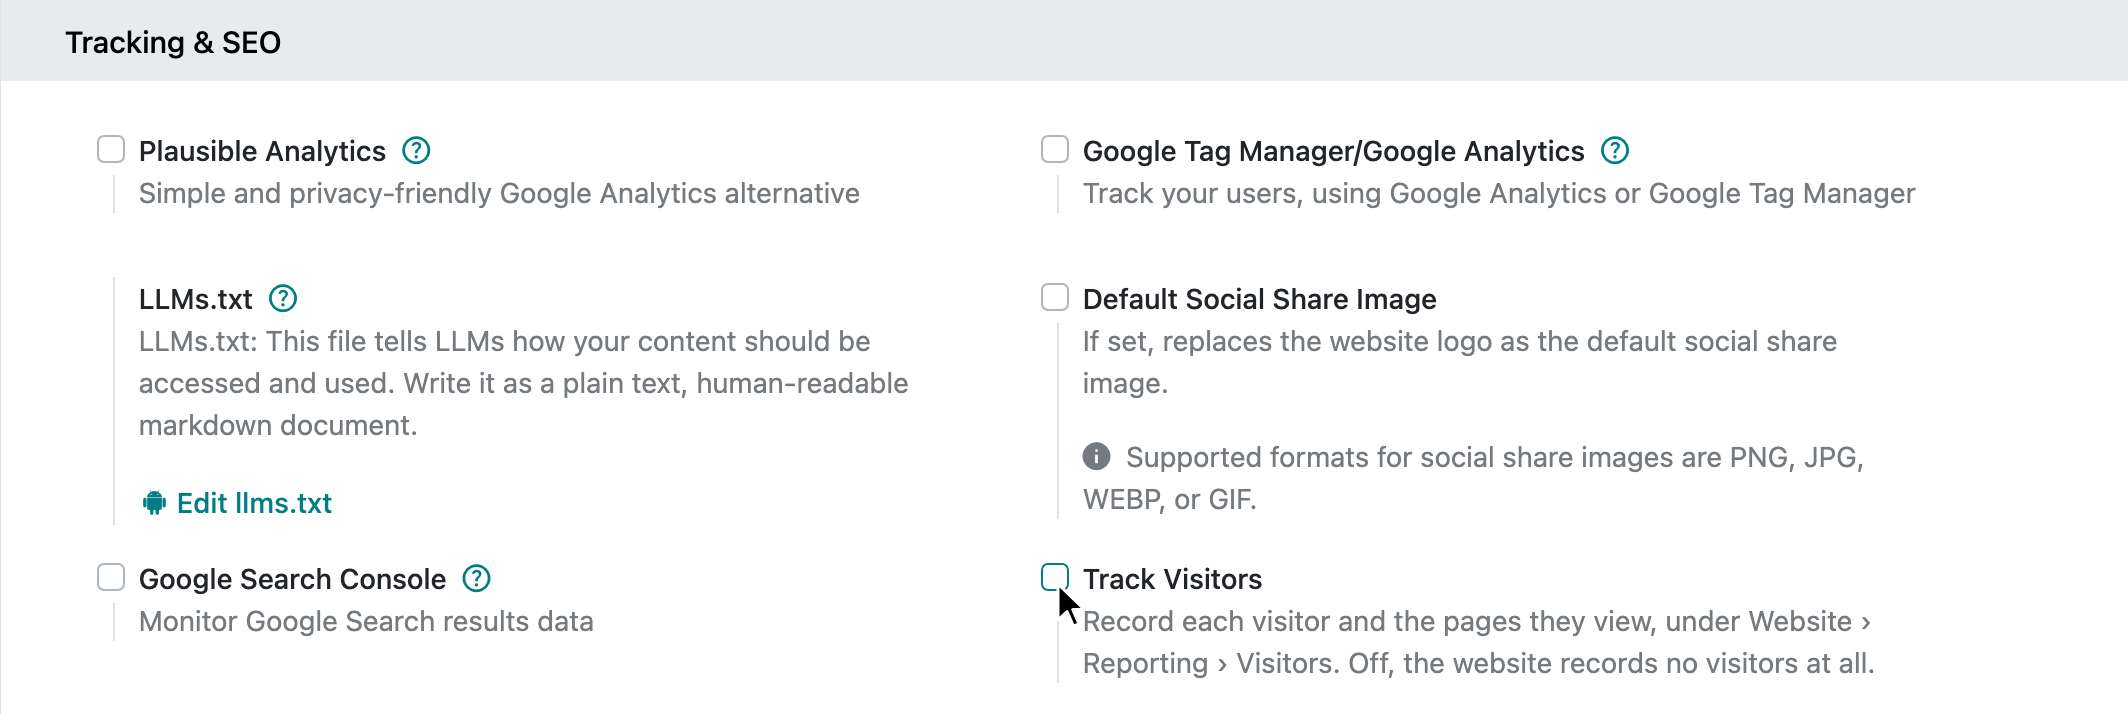 Tracking & SEO
Plausible Analytics
Simple and privacy-friendly Google Analytics alternative
Google Tag Manager/Google Analytics
Track your users, using Google Analytics or Google Tag Manager
LLMs.txt
LLMs.txt: This file tells LLMs how your content should be
accessed and used. Write it as a plain text, human-readable
markdown document.
Edit llms.txt
Default Social Share Image
If set, replaces the website logo as the default social share
image.
Supported formats for social share images are PNG, JPG,
WEBP, or GIF.
Google Search Console
Monitor Google Search results data
Track Visitors
Record each visitor and the pages they view, under Website ›
Reporting › Visitors. Off, the website records no visitors at all.